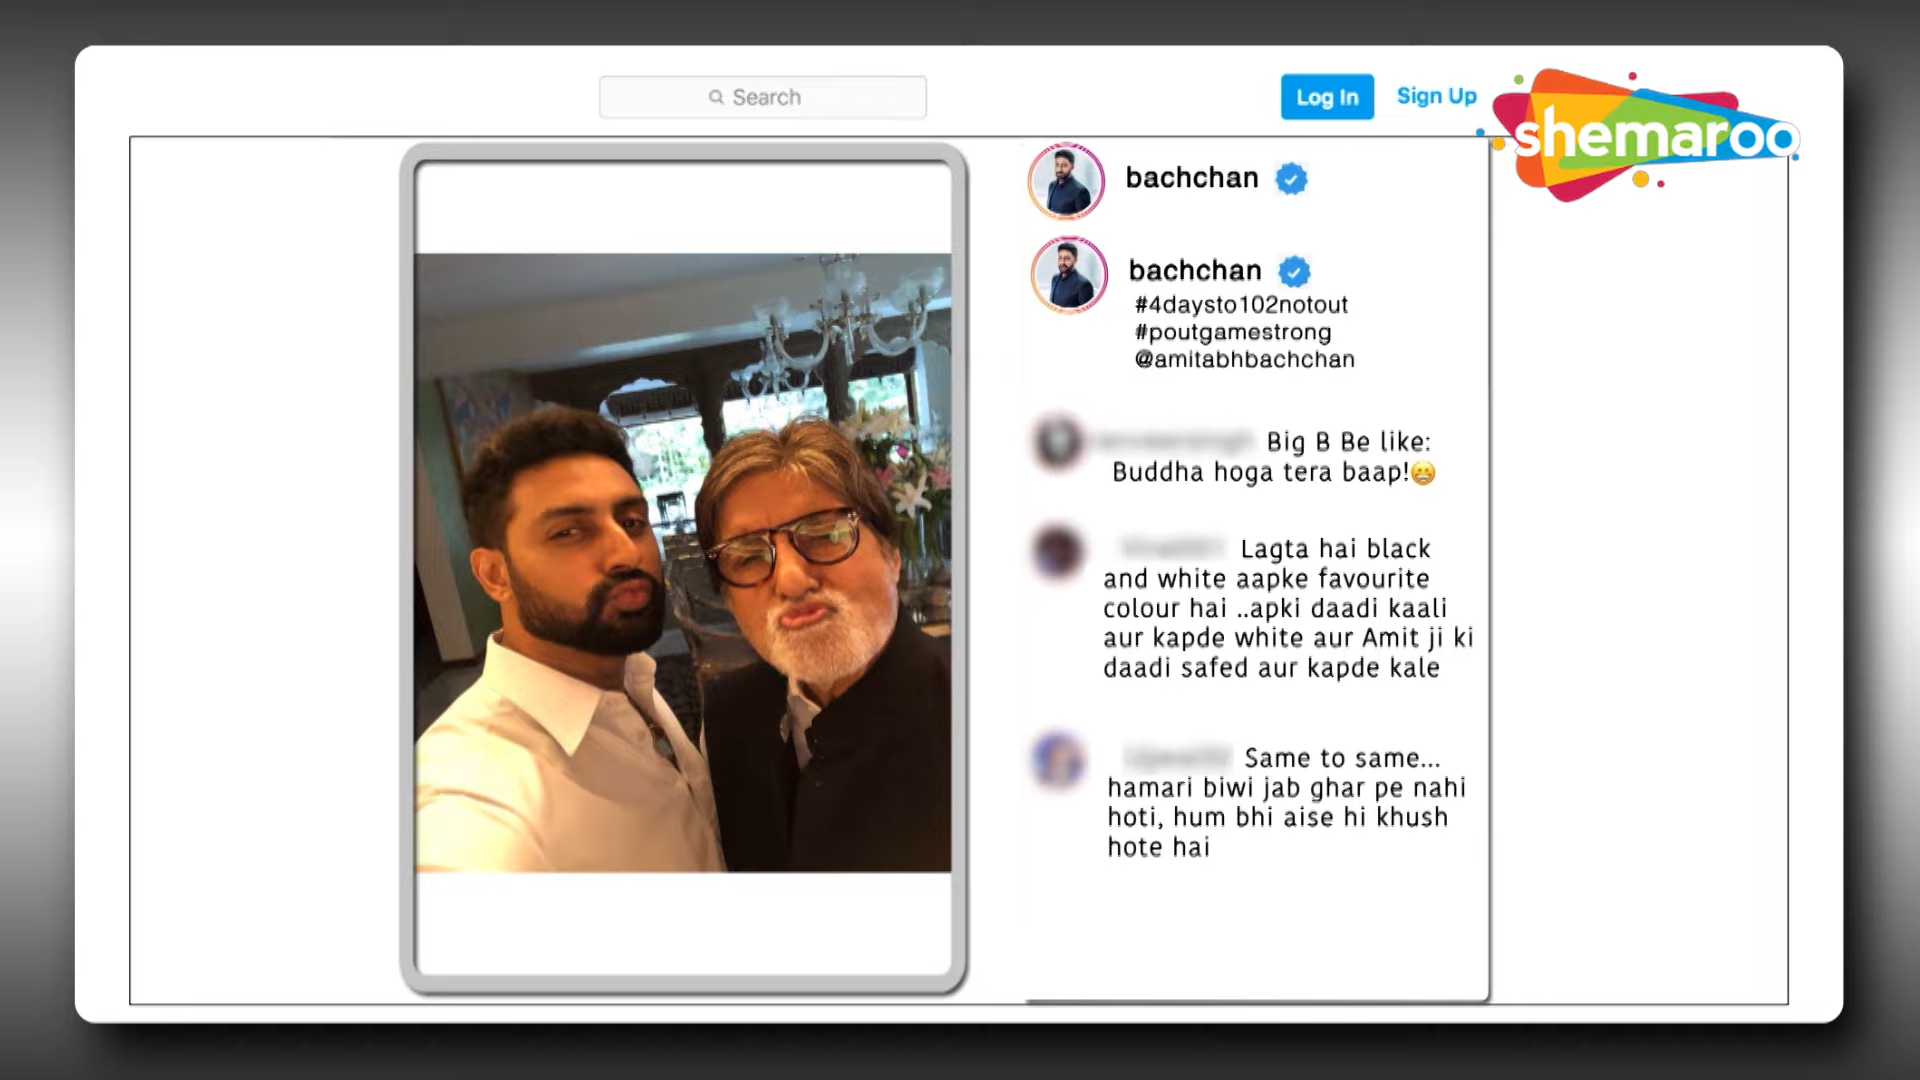 Search
Log In
Sign Up
shemaroo
bachchan
bachchan
#4daysto102notout
#poutgamestrong
@amitabhbachchan
Big B Be like:
Buddha hoga tera baap!😁
Lagta hai black
and white aapke favourite
colour hai ..apki daadi kaali
aur kapde white aur Amit ji ki
daadi safed aur kapde kale
Same to same...
hamari biwi jab ghar pe nahi
hoti, hum bhi aise hi khush
hote hai